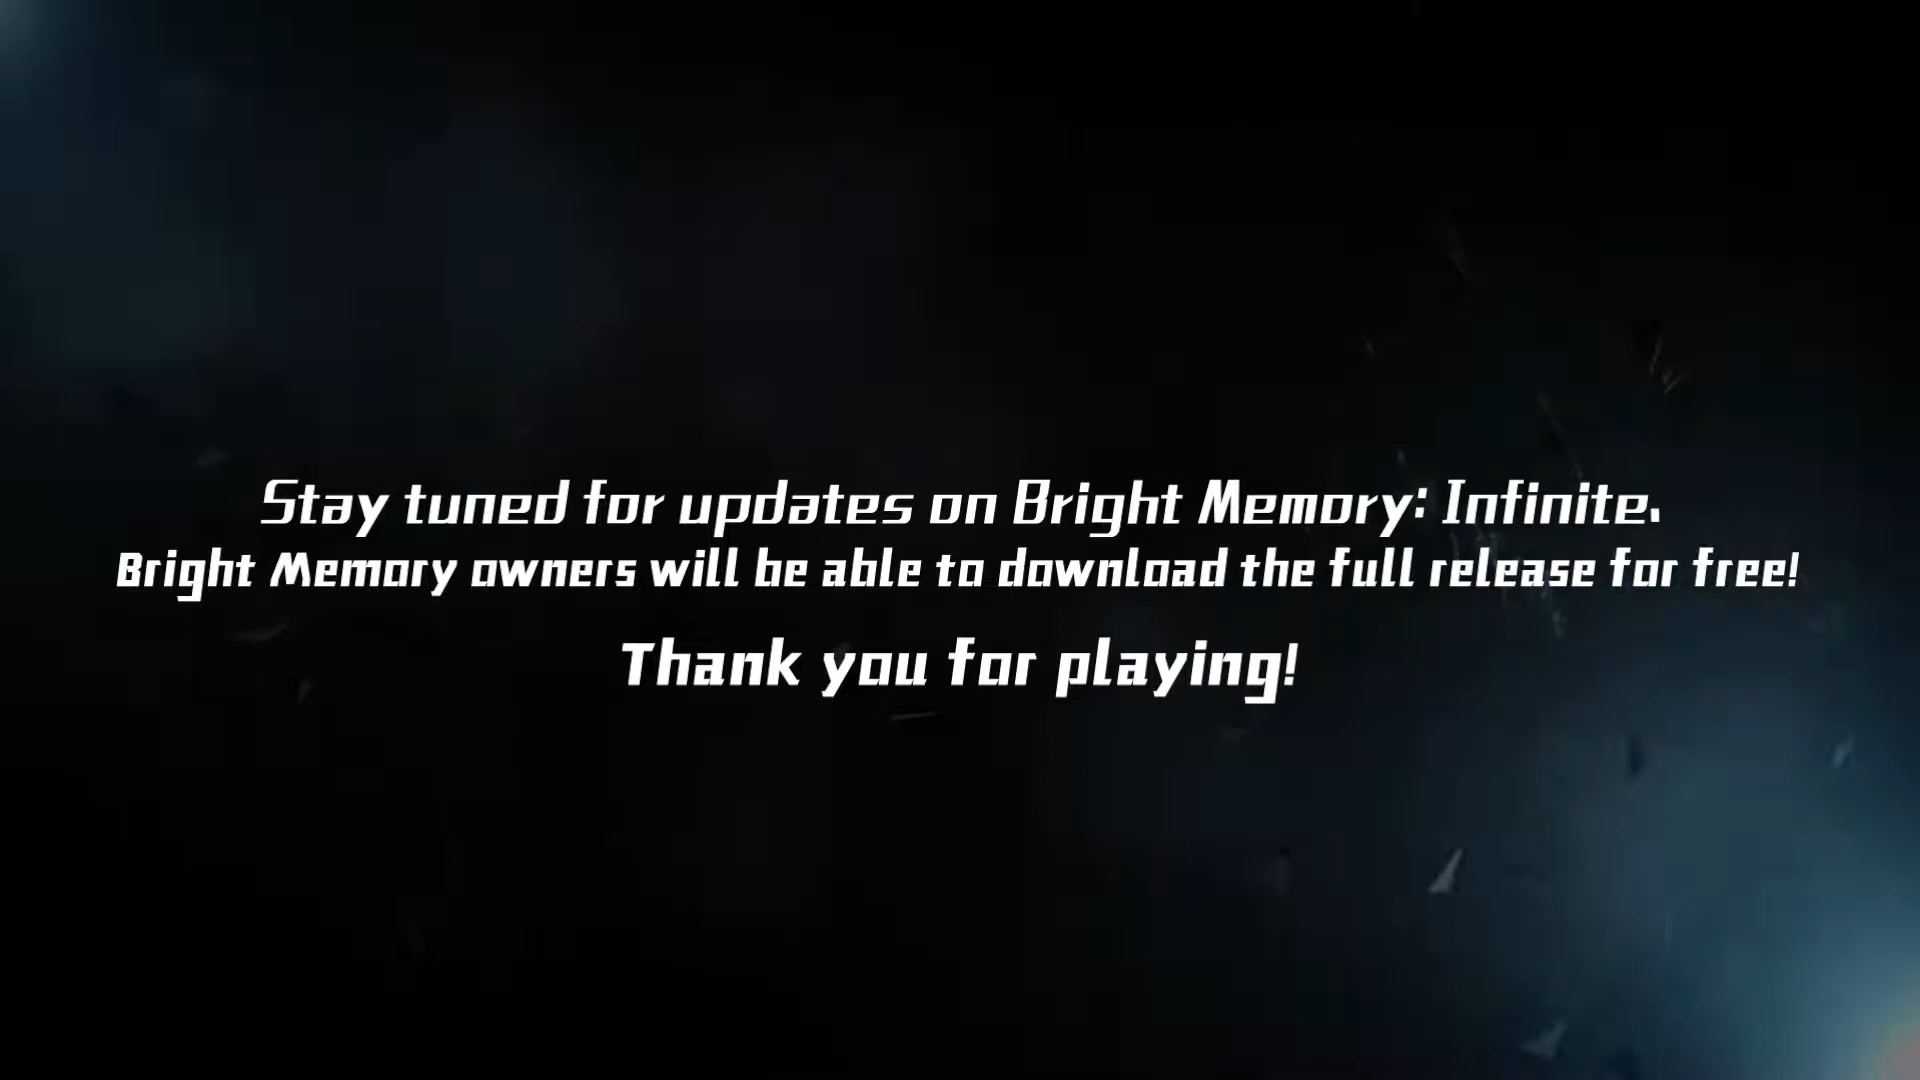 Stay tuned for updates on Bright Memory: Infinite.
Bright Memory owners will be able to download the full release for free!
Thank you for playing!